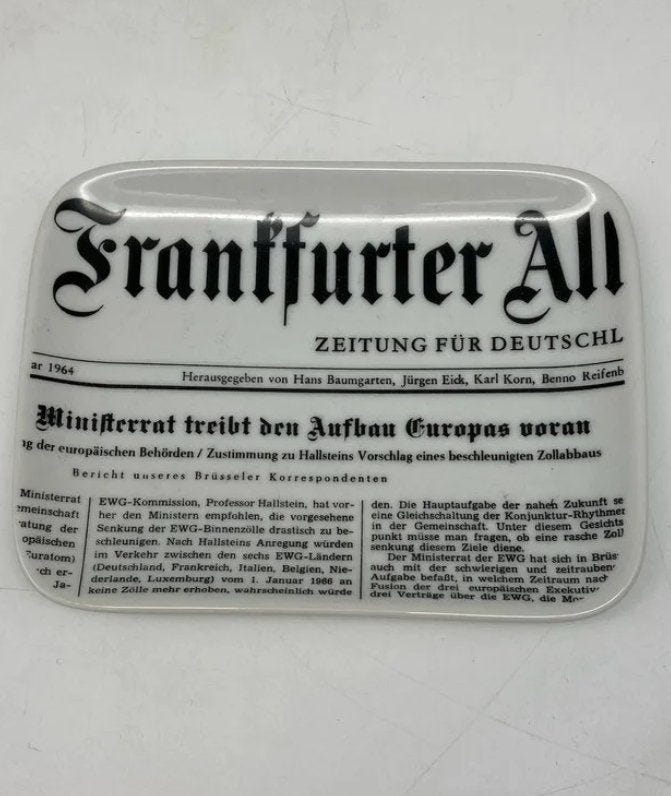 Frankfurter All
ZEITUNG FÜR DEUTSCHL
ar 1964
Herausgegeben von Hans Baumgarten, Jürgen Eick, Karl Korn, Benno Reifenb
Ministerrat treibt den Aufbau Europas voran
ng der europäischen Behörden / Zustimmung zu Hallsteins Vorschlag eines beschleunigten Zollabbaus
Bericht unseres Brüsseler Korrespondenten
Ministerrat
emeinschaft
atung der
opäischen
Euratom)
ch er-
Ja-
EWG-Kommission, Professor Hallstein, hat vor-
her den Ministern empfohlen, die vorgesehene
Senkung der EWG-Binnenzölle drastisch zu be-
schleunigen. Nach Hallsteins Anregung würden
im Verkehr zwischen den sechs EWG-Ländern
(Deutschland, Frankreich, Italien, Belgien, Nie-
derlande, Luxemburg) vom 1. Januar 1966 an
keine Zölle mehr erhoben, wahrscheinlich würde
den. Die Hauptaufgabe der nahen Zukunft se
eine Gleichschaltung der Konjunktur-Rhythmen
in der Gemeinschaft. Unter diesem Gesichts
punkt müsse man fragen, ob eine rasche Zoll
senkung diesem Ziele diene.
Der Ministerrat der EWG hat sich in Brüs
auch mit der schwierigen und zeitrauben
Aufgabe befaßt, in welchem Zeitraum nach
Fusion der drei europäischen Exekutiv
drei Verträge über die EWG, die Mo